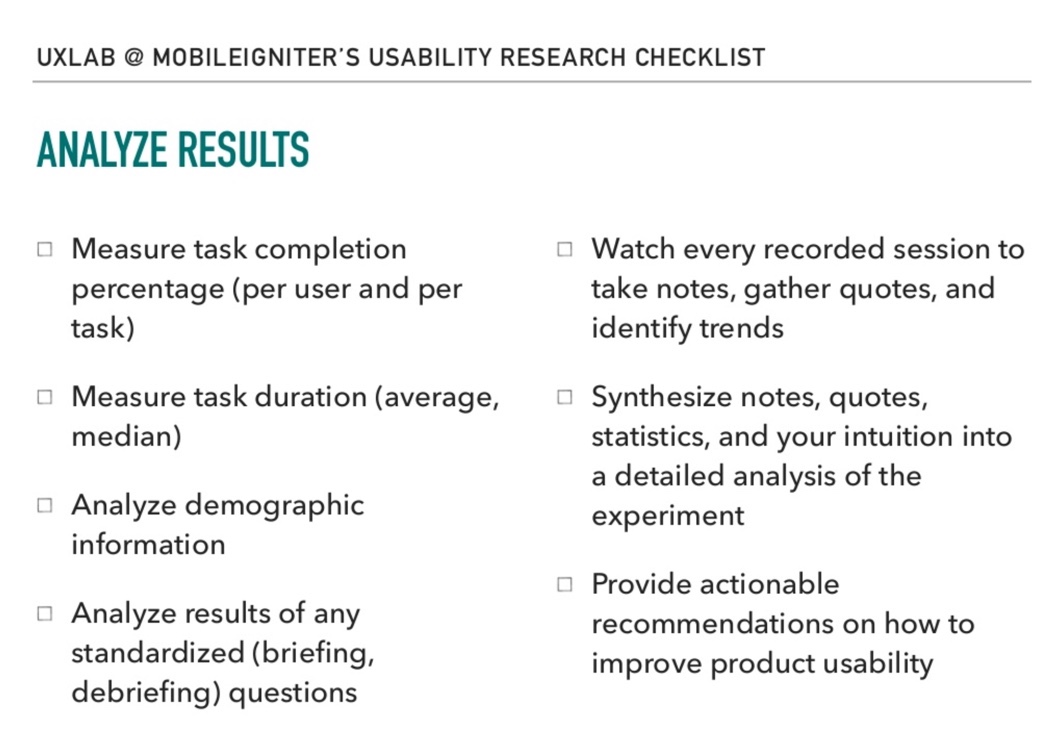 UXLAB @ MOBILEIGNITER’S USABILITY RESEARCH CHECKLIST
ANALYZE RESULTS
Measure task completion
percentage (per user and per
task)
Measure task duration (average,
median)
Analyze demographic
information
Analyze results of any
standardized (briefing,
debriefing) questions
Watch every recorded session to
take notes, gather quotes, and
identify trends
Synthesize notes, quotes,
statistics, and your intuition into
a detailed analysis of the
experiment
Provide actionable
recommendations on how to
improve product usability